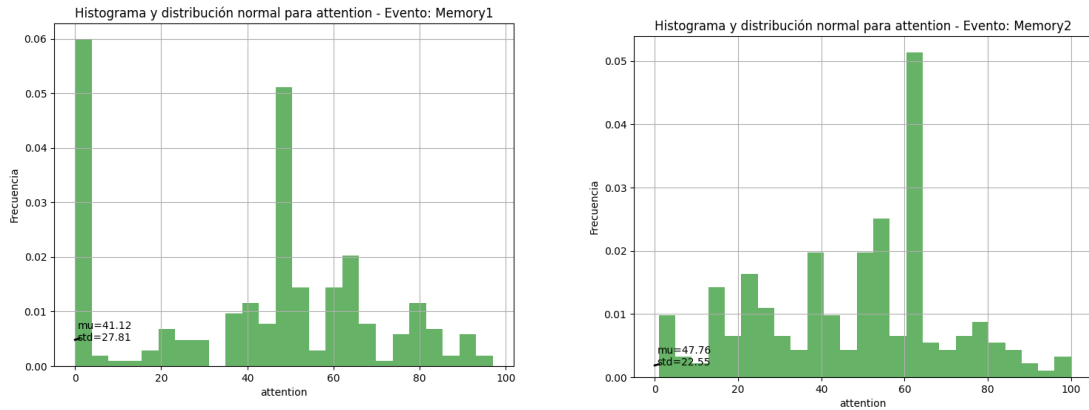 Histograma y distribución normal para attention - Evento: Memory1
0.06
0.05
0.04
0.03
0.02
0.01
0.00
Frecuencia
mu=41.12
std=27.81
0 20 40 60 80 100
attention
Histograma y distribución normal para attention - Evento: Memory2
0.05
0.04
0.03
0.02
0.01
0.00
Frecuencia
mu=47.76
std=22.55
0 20 40 60 80 100
attention